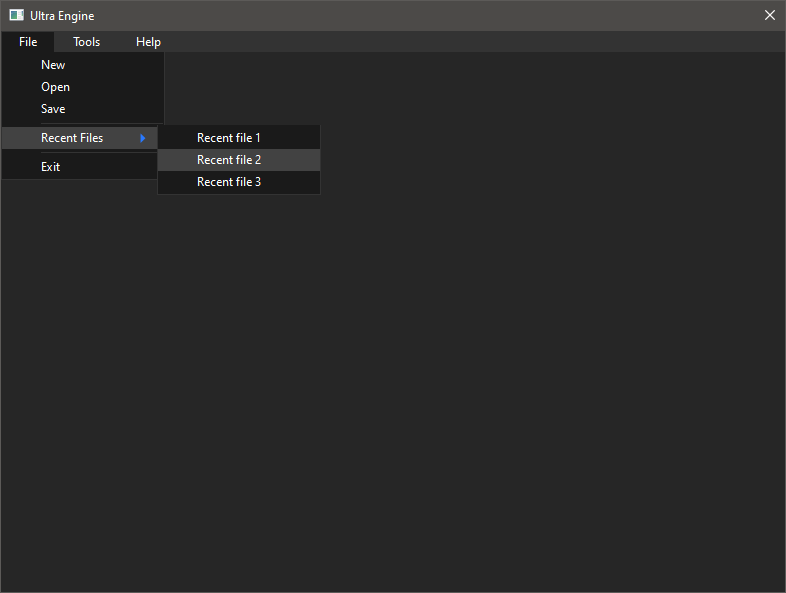 Ultra Engine
File Tools Help
New
Open
Save
Recent Files
Recent file 1
Recent file 2
Recent file 3
Exit